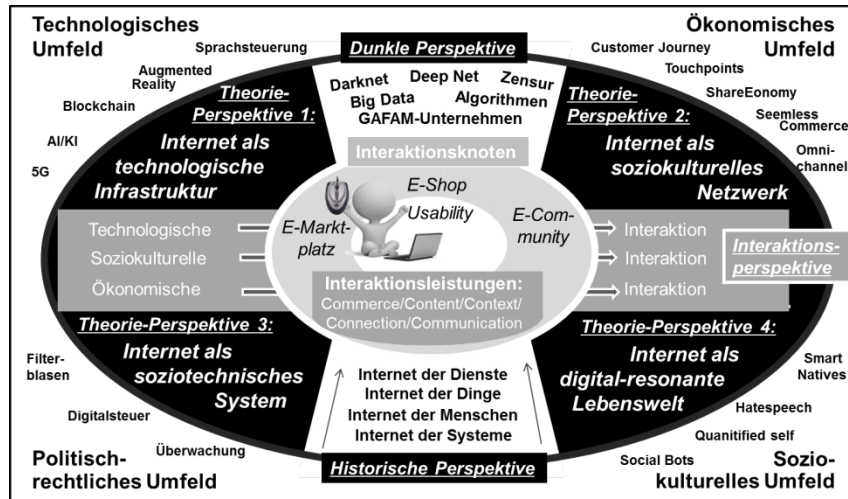 Technologisches
Umfeld
Sprachsteuerung
Augmented
Reality
Blockchain
AI/KI
5G
Dunkle Perspektive
Darknet Deep Net Zensur
Big Data Algorithmen
GAFAM-Unternehmen
Ökonomisches
Umfeld
Customer Journey
Touchpoints
ShareEonomy
Seemless
Commerce
Omni-
channel
Theorie-
Perspektive 1:
Internet als
technologische
Infrastruktur
Theorie-
Perspektive 2:
Internet als
soziokulturelles
Netzwerk
Interaktionsknoten
E-Shop
Usability
E-Markt-
platz
E-Com-
munity
Technologische
Soziokulturelle
Ökonomische
Interaktion
Interaktion
Interaktion
Interaktions-
perspektive
Interaktionsleistungen:
Commerce/Content/Context/
Connection/Communication
Theorie-Perspektive 3:
Internet als
soziotechnisches
System
Theorie-Perspektive 4:
Internet als
digital-resonante
Lebenswelt
Internet der Dienste
Internet der Dinge
Internet der Menschen
Internet der Systeme
Historische Perspektive
Filter-
blasen
Digitalsteuer
Überwachung
Politisch-
rechtliches Umfeld
Smart
Natives
Hatespeech
Quanitified self
Social Bots
Sozio-
kulturelles Umfeld